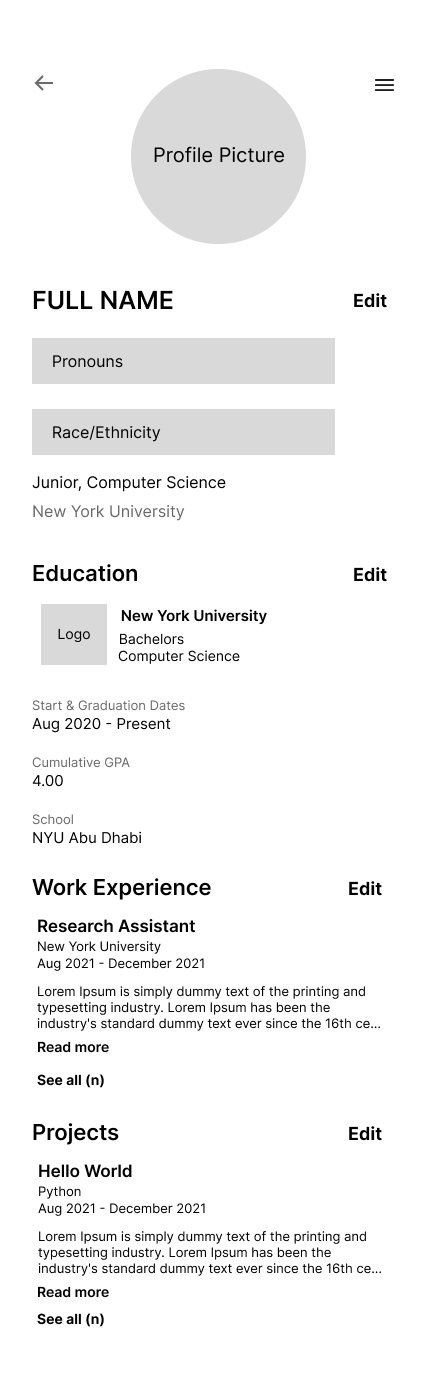 Profile Picture
FULL NAME
Edit
Pronouns
Race/Ethnicity
Junior, Computer Science
New York University
Education
Edit
Logo
New York University
Bachelors
Computer Science
Start & Graduation Dates
Aug 2020 - Present
Cumulative GPA
4.00
School
NYU Abu Dhabi
Work Experience
Edit
Research Assistant
New York University
Aug 2021 - December 2021
Lorem Ipsum is simply dummy text of the printing and
typesetting industry. Lorem Ipsum has been the
industry's standard dummy text ever since the 16th ce...
Read more
See all (n)
Projects
Edit
Hello World
Python
Aug 2021 - December 2021
Lorem Ipsum is simply dummy text of the printing and
typesetting industry. Lorem Ipsum has been the
industry's standard dummy text ever since the 16th ce...
Read more
See all (n)